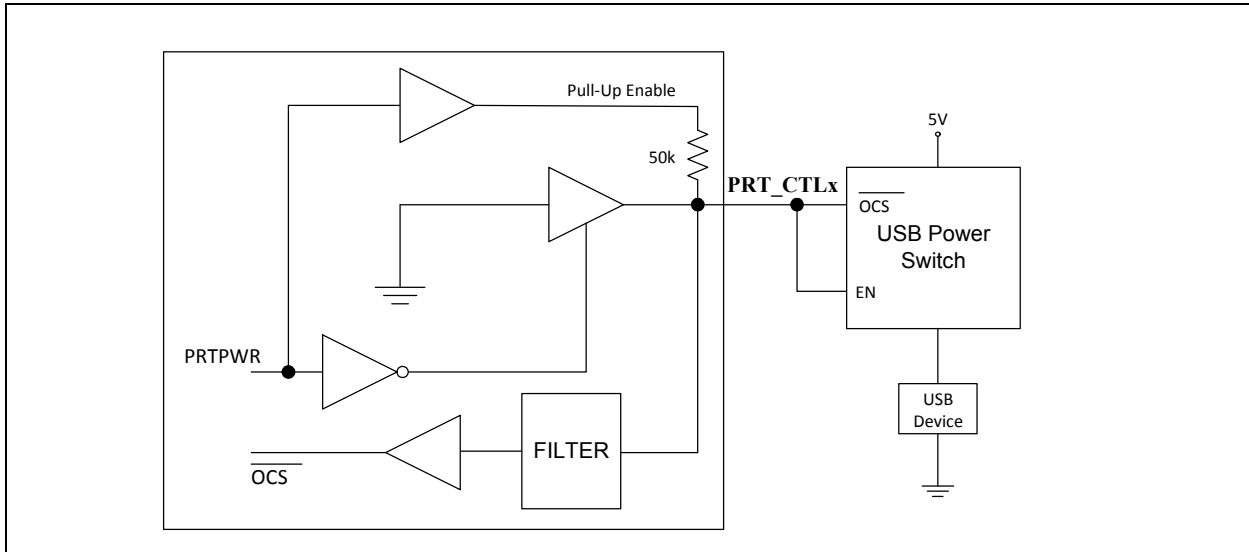 Pull-Up Enable
5V
50k
PRT_CTLx
OCS
USB Power
Switch
EN
PRTPWR
USB
Device
FILTER
OCS